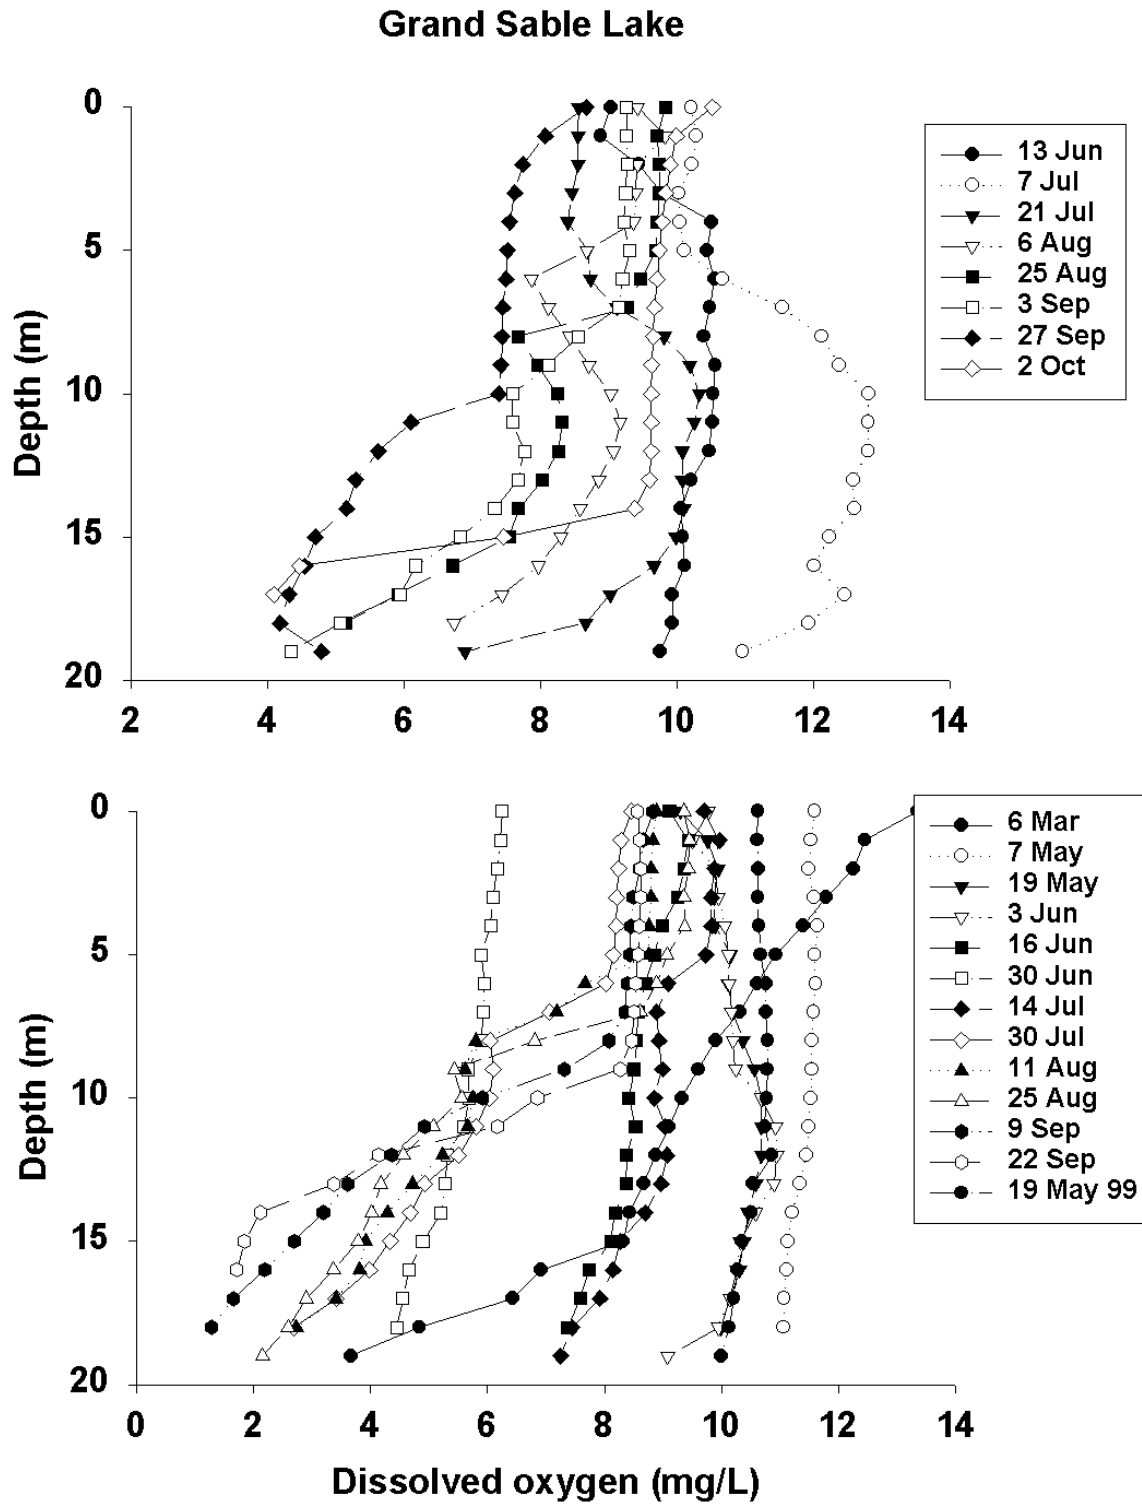 Grand Sable Lake
0
5
10
15
20
Depth (m)
2 4 6 8 10 12 14
13 Jun
7 Jul
21 Jul
6 Aug
25 Aug
3 Sep
27 Sep
2 Oct
0
5
10
15
20
Depth (m)
0 2 4 6 8 10 12 14
Dissolved oxygen (mg/L)
6 Mar
7 May
19 May
3 Jun
16 Jun
30 Jun
14 Jul
30 Jul
11 Aug
25 Aug
9 Sep
22 Sep
19 May 99